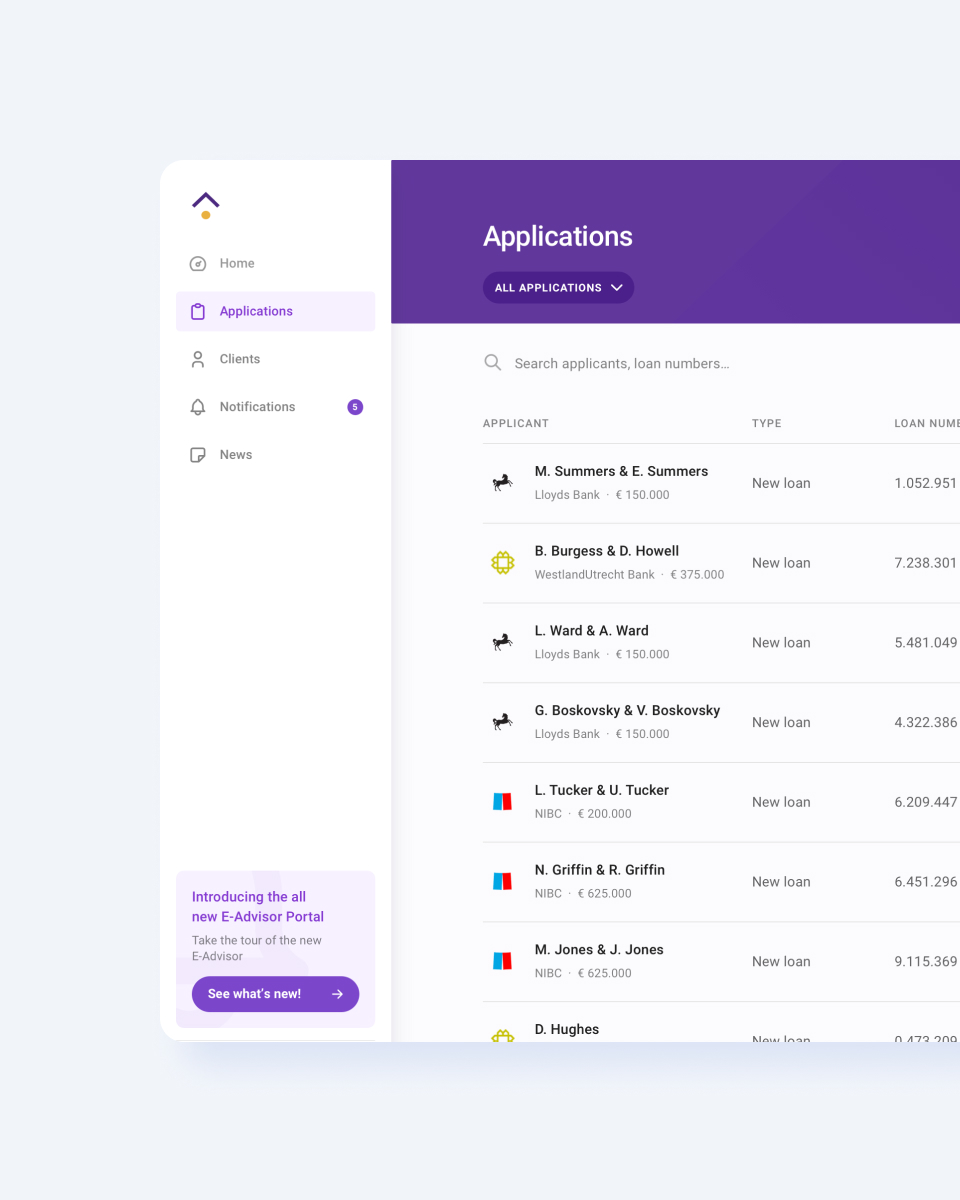 Home
Applications
Clients
Notifications 5
News
Introducing the all
new E-Advisor Portal
Take the tour of the new
E-Advisor
See what's new!
Applications
ALL APPLICATIONS
Search applicants, loan numbers…
APPLICANT TYPE LOAN NUMB
M. Summers & E. Summers
Lloyds Bank · € 150.000
New loan 1.052.951
B. Burgess & D. Howell
WestlandUtrecht Bank · € 375.000
New loan 7.238.301
L. Ward & A. Ward
Lloyds Bank · € 150.000
New loan 5.481.049
G. Boskovsky & V. Boskovsky
Lloyds Bank · € 150.000
New loan 4.322.386
L. Tucker & U. Tucker
NIBC · € 200.000
New loan 6.209.447
N. Griffin & R. Griffin
NIBC · € 625.000
New loan 6.451.296
M. Jones & J. Jones
NIBC · € 625.000
New loan 9.115.369
D. Hughes
New loan 0.473.209